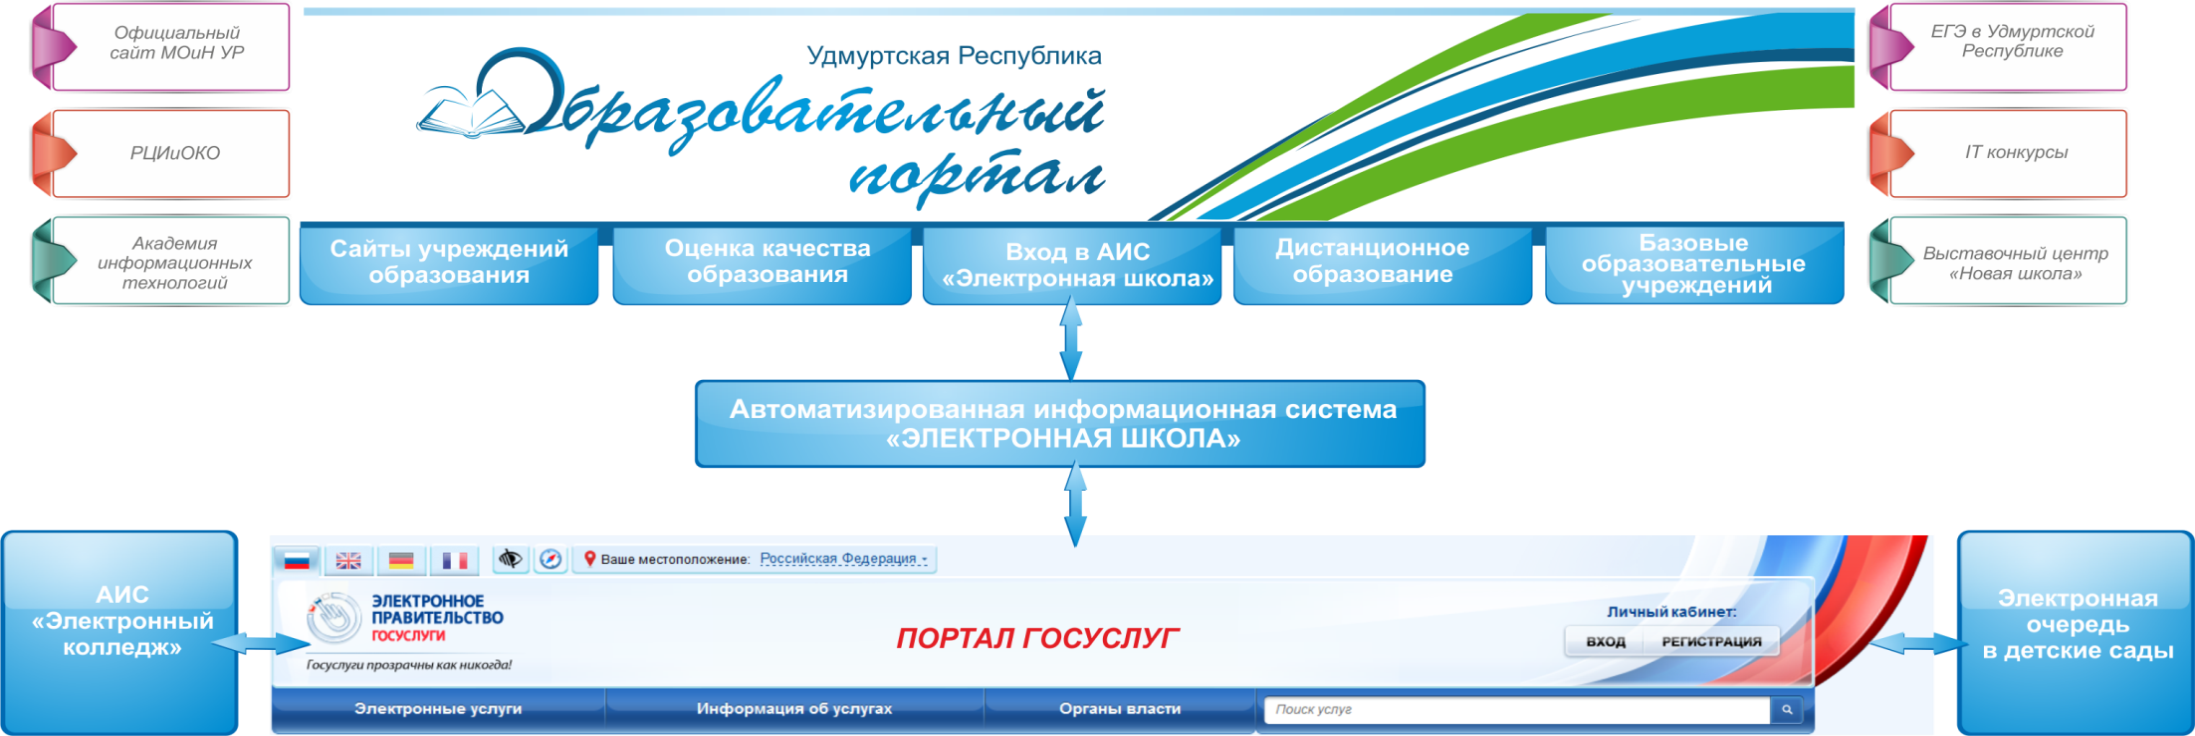 Официальный
сайт МОиН УР
РЦИиОКО
Академия
информационных
технологий
Удмуртская Республика
Образовательный
портал
ЕГЭ в Удмуртской
Республике
IT конкурсы
Выставочный центр
«Новая школа»
Сайты учреждений
образования
Оценка качества
образования
Вход в АИС
«Электронная школа»
Дистанционное
образование
Базовые
образовательные
учреждений
Автоматизированная информационная система
«ЭЛЕКТРОННАЯ ШКОЛА»
АИС
«Электронный
колледж»
Ваше местоположение: Российская Федерация
ЭЛЕКТРОННОЕ
ПРАВИТЕЛЬСТВО
ГОСУСЛУГИ
Госуслуги прозрачны как никогда!
ПОРТАЛ ГОСУСЛУГ
Личный кабинет:
ВХОД РЕГИСТРАЦИЯ
Электронные услуги
Информация об услугах
Органы власти
Поиск услуг
Электронная
очередь
в детские сады